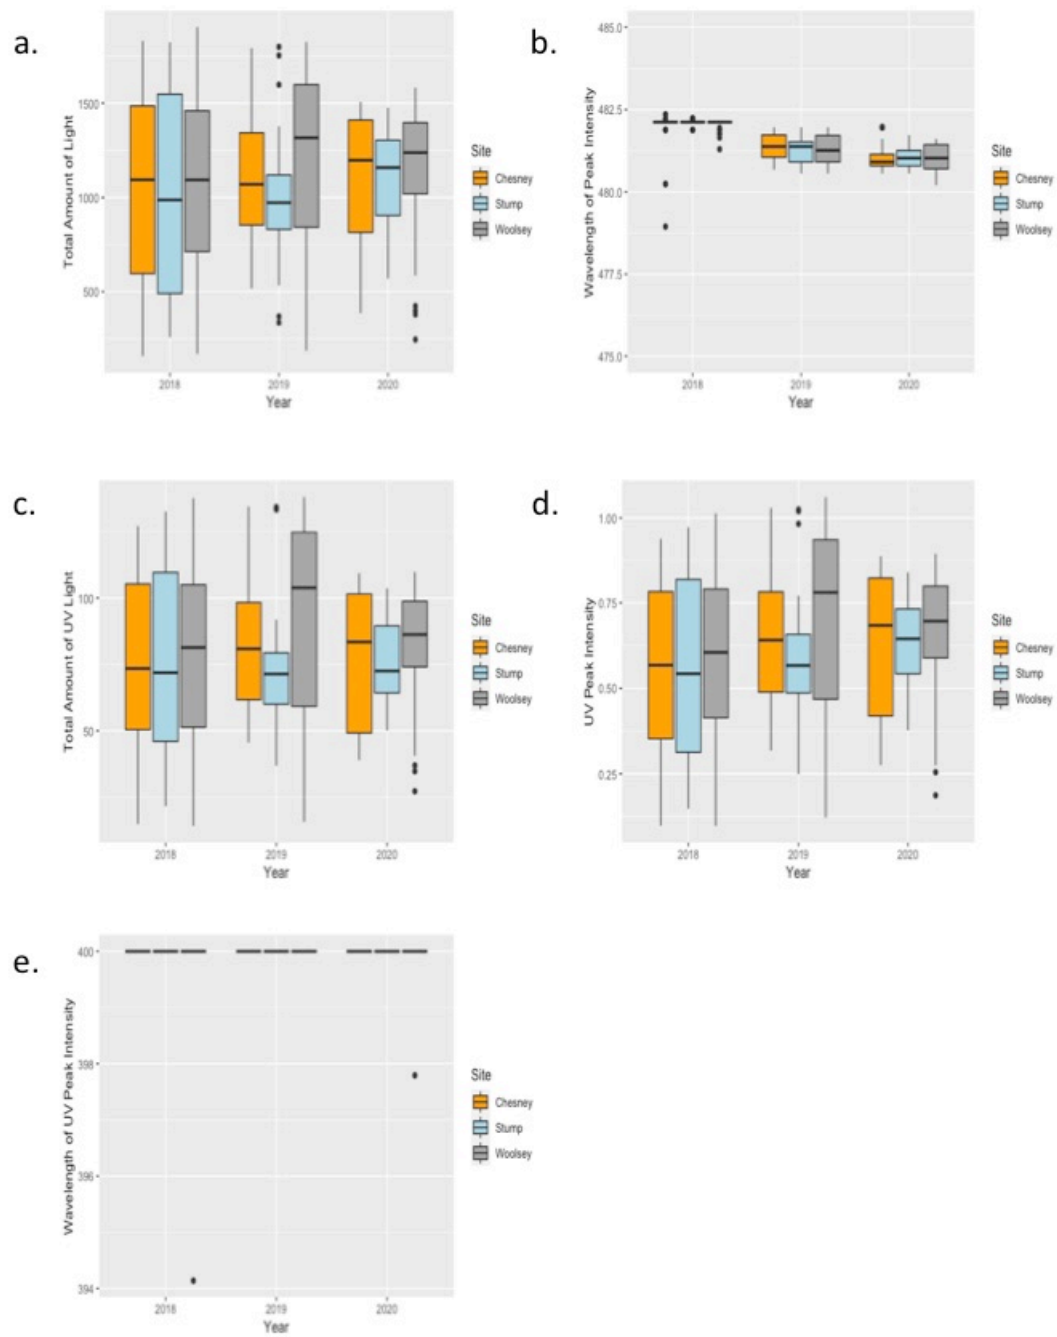 a.
Total Amount of Light
1500
1000
500
2018
2019
2020
Year
Site
Chesney
Stump
Woolsey
b.
Wavelength of Peak Intensity
485.0
482.5
480.0
477.5
475.0
2018
2019
2020
Year
Site
Chesney
Stump
Woolsey
c.
Total Amount of UV Light
100
50
2018
2019
2020
Year
Site
Chesney
Stump
Woolsey
d.
UV Peak Intensity
1.00
0.75
0.50
0.25
2018
2019
2020
Year
Site
Chesney
Stump
Woolsey
e.
Wavelength of UV Peak Intensity
400
398
396
394
2018
2019
2020
Year
Site
Chesney
Stump
Woolsey